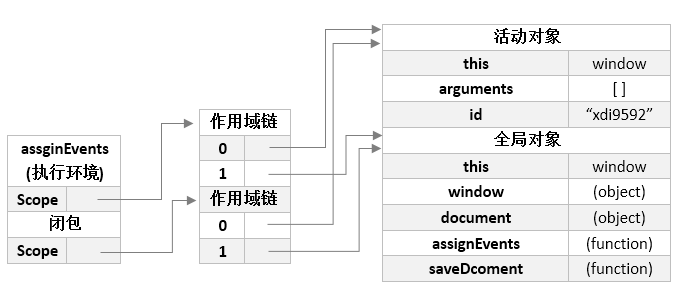 assginEvents
(执行环境)
Scope
闭包
Scope
作用域链
0
1
作用域链
0
1
活动对象
this window
arguments [ ]
id “xdi9592”
全局对象
this window
window (object)
document (object)
assignEvents (function)
saveDcoment (function)